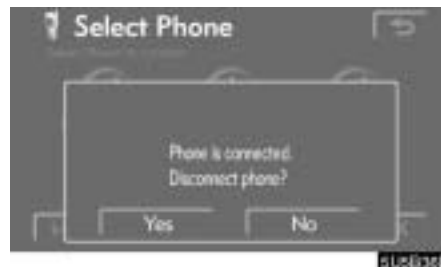 Select Phone
Phone is connected.
Disconnect phone?
Yes
No